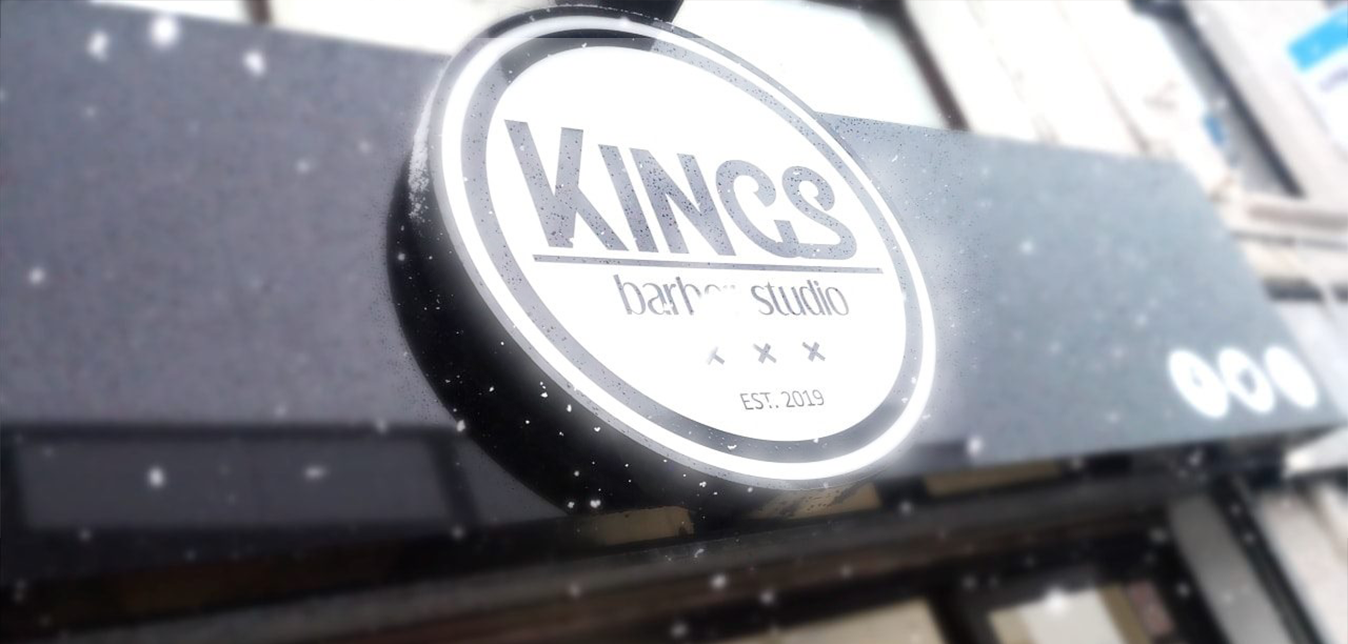 KINGS
barber studio
× × ×
EST. 2019